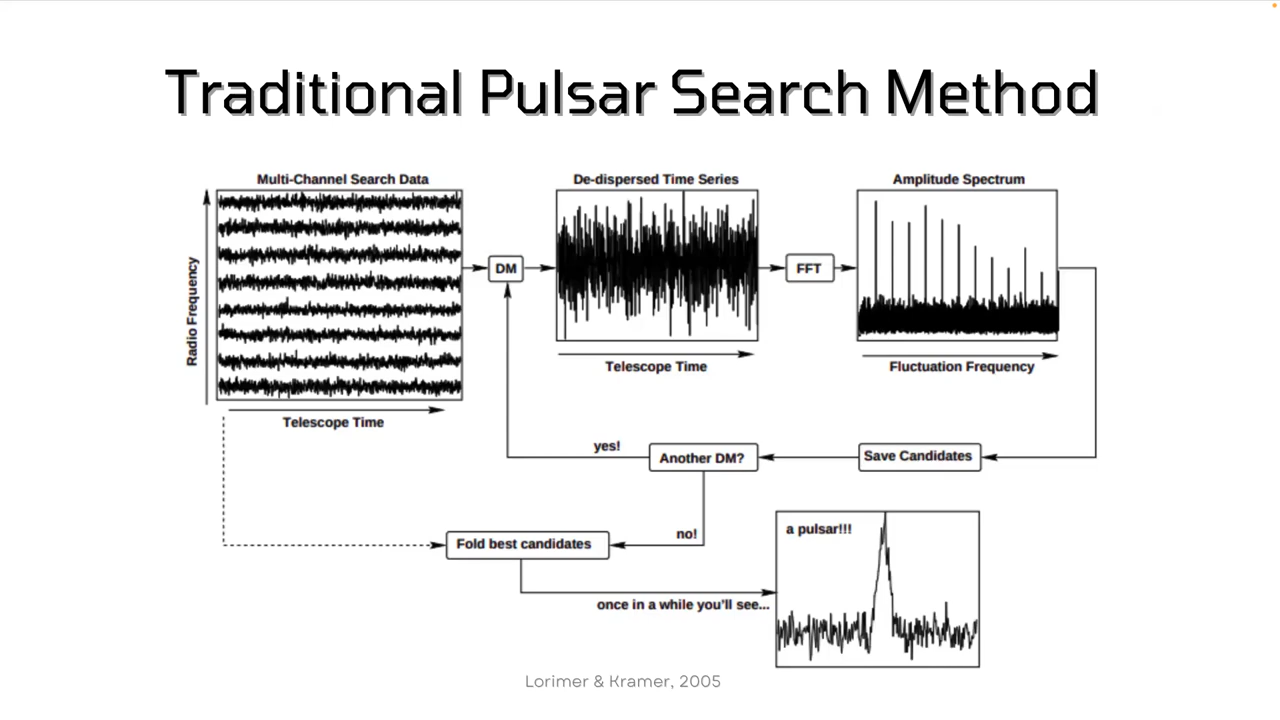 Traditional Pulsar Search Method
Multi-Channel Search Data
De-dispersed Time Series
Amplitude Spectrum
Radio Frequency
DM
FFT
Telescope Time
Fluctuation Frequency
Telescope Time
yes!
Another DM?
Save Candidates
no!
Fold best candidates
a pulsar!!!
once in a while you'll see...
Lorimer & Kramer, 2005